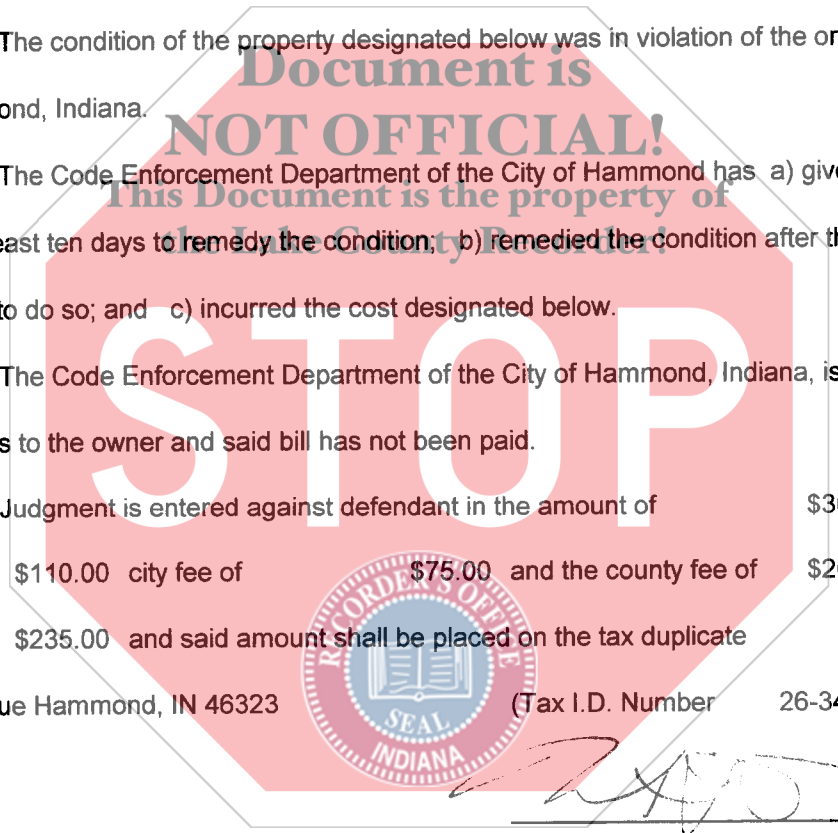 The condition of the property designated below was in violation of the or
Document is
ond, Indiana.
NOT OFFICIAL!
The Code Enforcement Department of the City of Hammond has a) give
This Document is the property of
east ten days to remedy the condition; b) remedied the condition after th
the Lake County Recorder!
to do so; and c) incurred the cost designated below.
STOP
The Code Enforcement Department of the City of Hammond, Indiana, is
s to the owner and said bill has not been paid.
Judgment is entered against defendant in the amount of $3
$110.00 city fee of $75.00 and the county fee of $2
$235.00 and said amount shall be placed on the tax duplicate
ue Hammond, IN 46323 (Tax I.D. Number 26-34
RECORDER'S OFFICE
SEAL
INDIANA